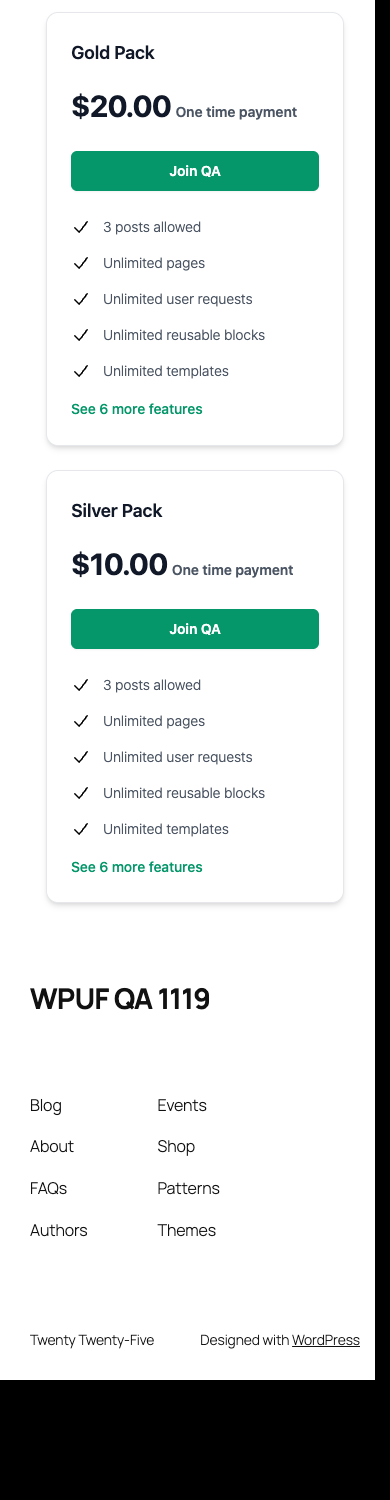 Gold Pack
$20.00 One time payment
Join QA
3 posts allowed
Unlimited pages
Unlimited user requests
Unlimited reusable blocks
Unlimited templates
See 6 more features
Silver Pack
$10.00 One time payment
Join QA
3 posts allowed
Unlimited pages
Unlimited user requests
Unlimited reusable blocks
Unlimited templates
See 6 more features
WPUF QA 1119
Blog
About
FAQs
Authors
Events
Shop
Patterns
Themes
Twenty Twenty-Five
Designed with WordPress